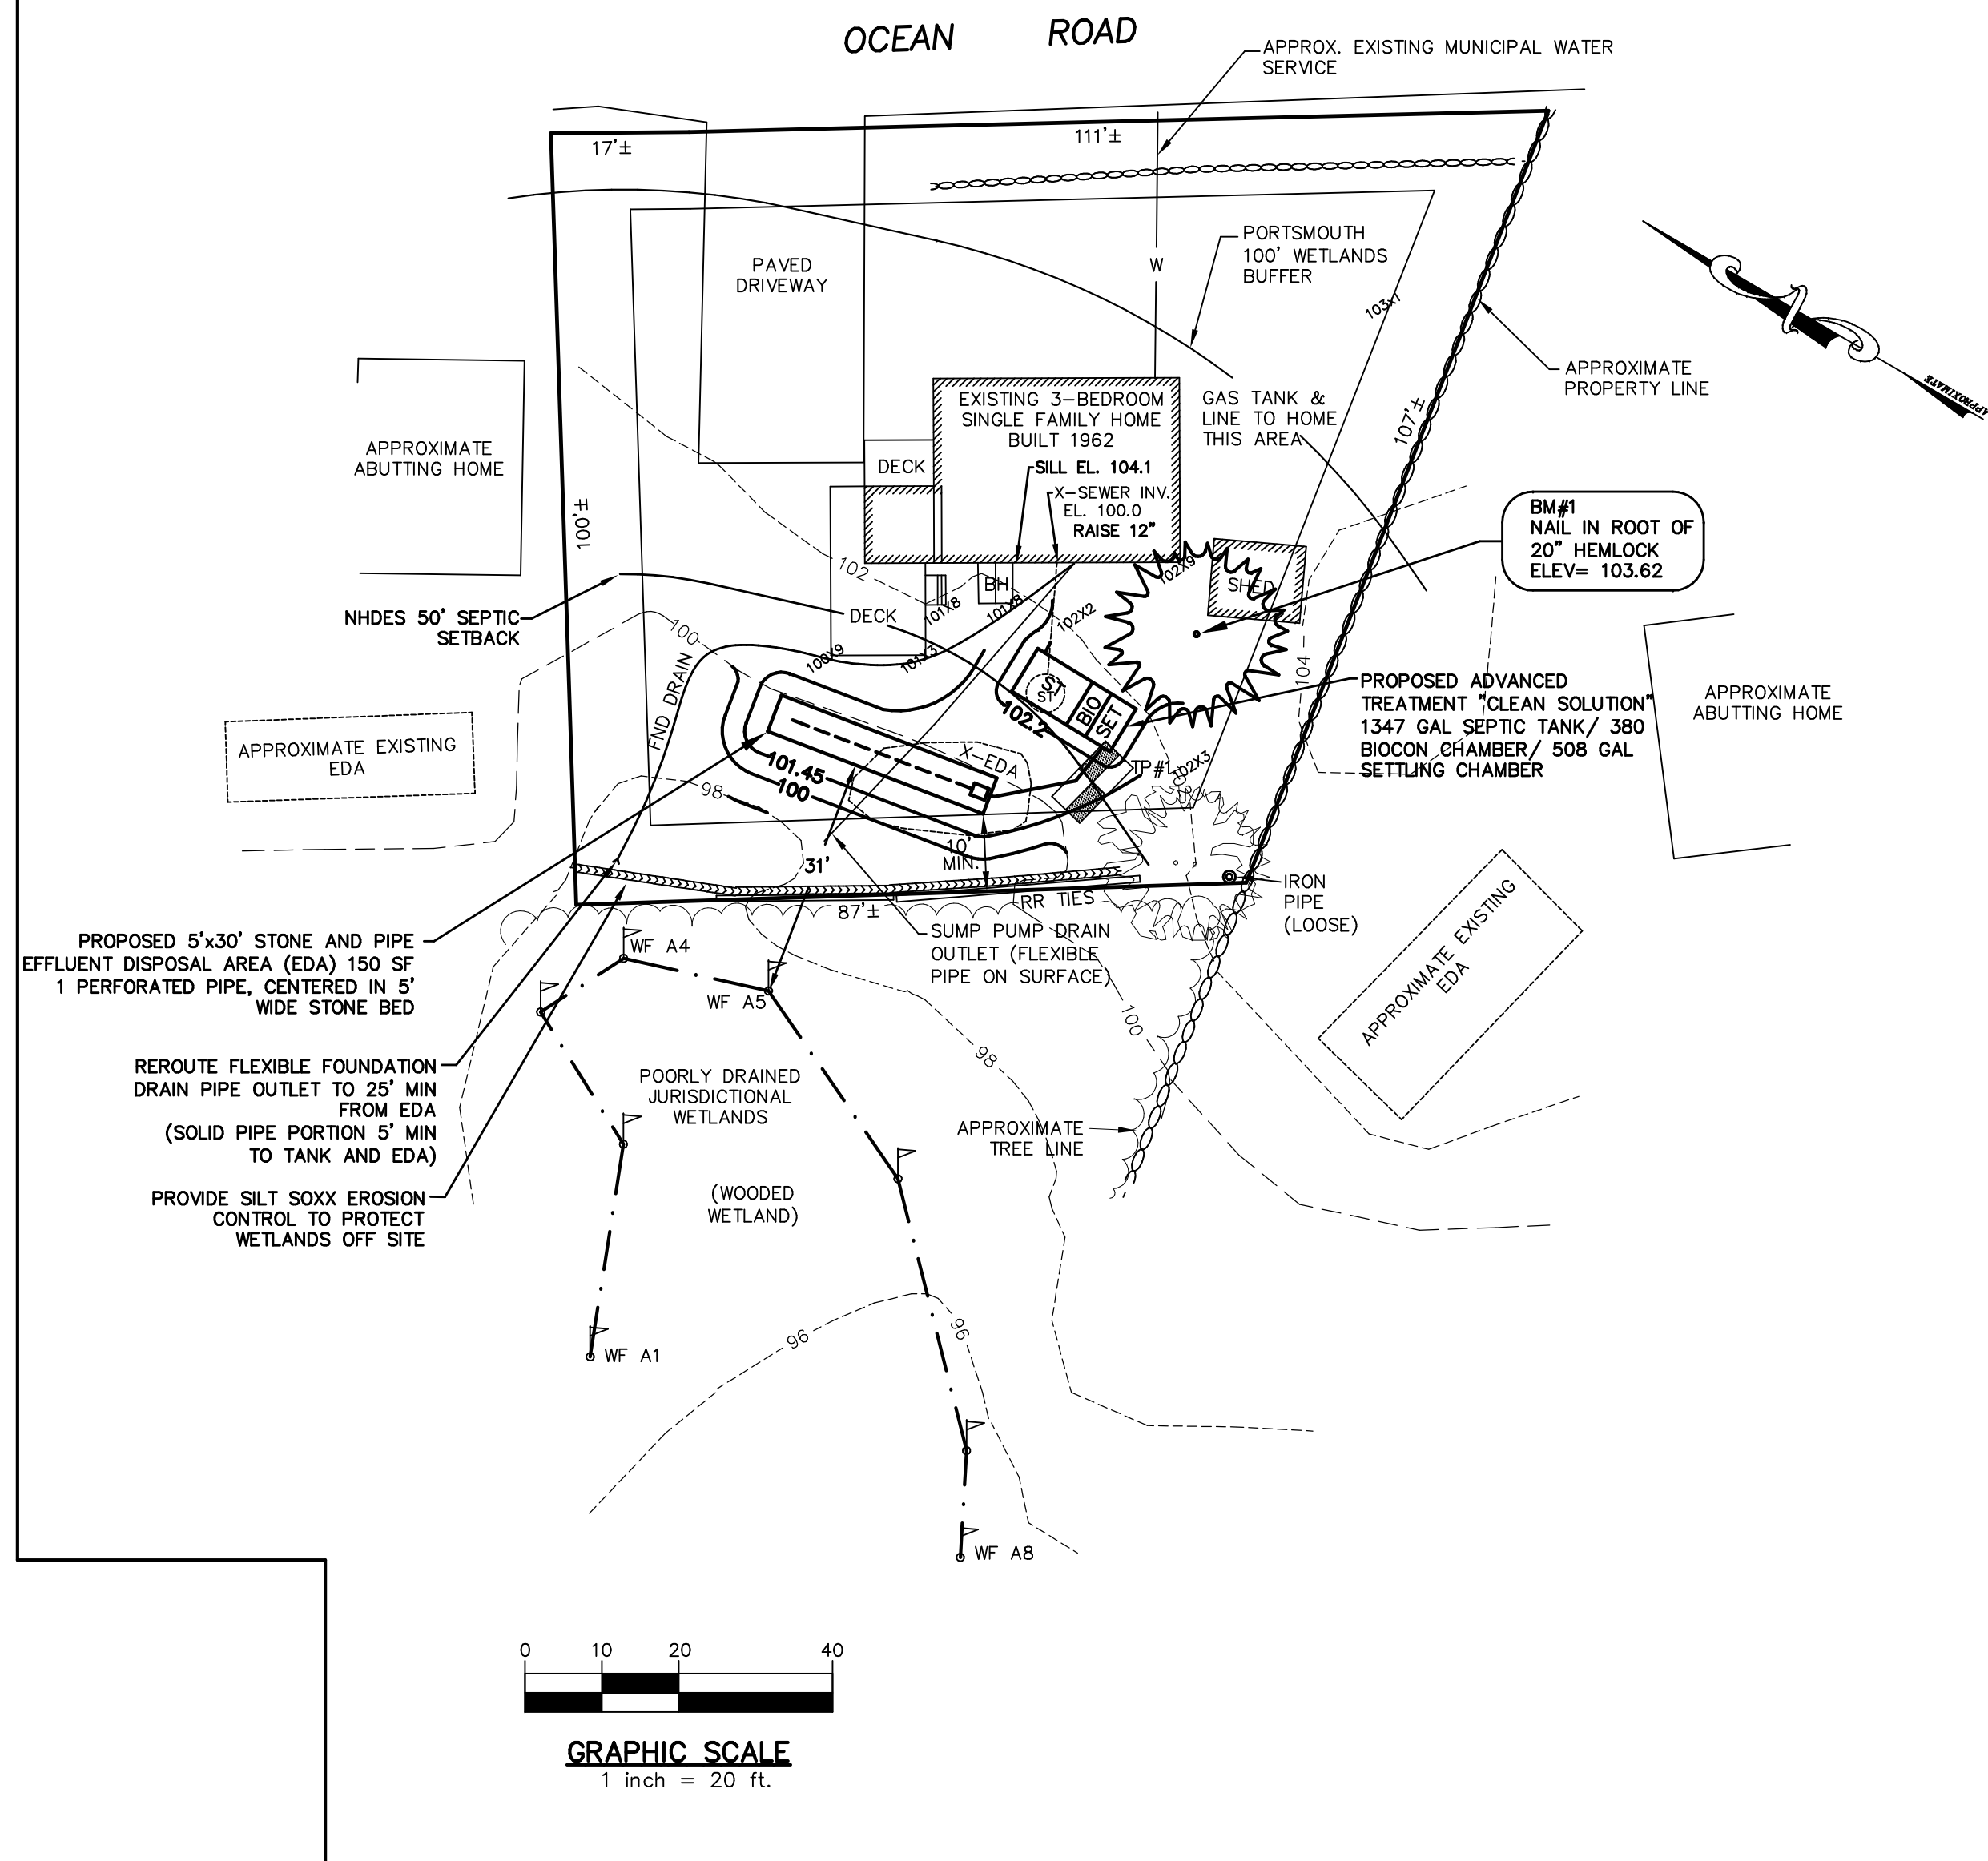 OCEAN ROAD
APPROX. EXISTING MUNICIPAL WATER
SERVICE
17'±
111'±
PORTSMOUTH
100' WETLANDS
BUFFER
W
PAVED
DRIVEWAY
103x1
APPROXIMATE
PROPERTY LINE
APPROXIMATE
107'±
EXISTING 3-BEDROOM
SINGLE FAMILY HOME
BUILT 1962
SILL EL. 104.1
X-SEWER INV.
EL. 100.0
RAISE 12"
GAS TANK &
LINE TO HOME
THIS AREA
APPROXIMATE
ABUTTING HOME
DECK
100'±
BM#1
NAIL IN ROOT OF
20" HEMLOCK
ELEV= 103.62
102
BH
SHED
102X9
101X8
101X8
102X2
DECK
NHDES 50' SEPTIC
SETBACK
100
100X9
101X3
FND DRAIN
104
ST
ST
BIO
SET
102.2
PROPOSED ADVANCED
TREATMENT "CLEAN SOLUTION"
1347 GAL SEPTIC TANK/ 380
BIOCON CHAMBER/ 508 GAL
SETTLING CHAMBER
APPROXIMATE
ABUTTING HOME
APPROXIMATE EXISTING
EDA
X-EDA
TP#1
102X3
101.45
100
98
10'
MIN.
31'
87'±
RR TIES
IRON
PIPE
(LOOSE)
APPROXIMATE EXISTING
EDA
PROPOSED 5'x30' STONE AND PIPE
EFFLUENT DISPOSAL AREA (EDA) 150 SF
1 PERFORATED PIPE, CENTERED IN 5'
WIDE STONE BED
WF A4
WF A5
SUMP PUMP DRAIN
OUTLET (FLEXIBLE
PIPE ON SURFACE)
100
98
REROUTE FLEXIBLE FOUNDATION
DRAIN PIPE OUTLET TO 25' MIN
FROM EDA
(SOLID PIPE PORTION 5' MIN
TO TANK AND EDA)
POORLY DRAINED
JURISDICTIONAL
WETLANDS
APPROXIMATE
TREE LINE
PROVIDE SILT SOXX EROSION
CONTROL TO PROTECT
WETLANDS OFF SITE
(WOODED
WETLAND)
96
96
WF A1
WF A8
0 10 20 40
GRAPHIC SCALE
1 inch = 20 ft.